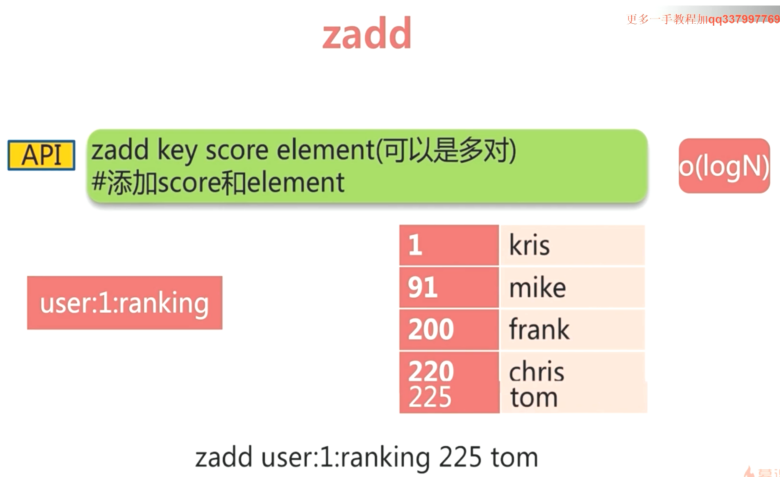 更多一手教程加qq337997769
zadd
API
zadd key score element(可以是多对)
#添加score和element
o(logN)
user:1:ranking
1 kris
91 mike
200 frank
220 chris
225 tom
zadd user:1:ranking 225 tom